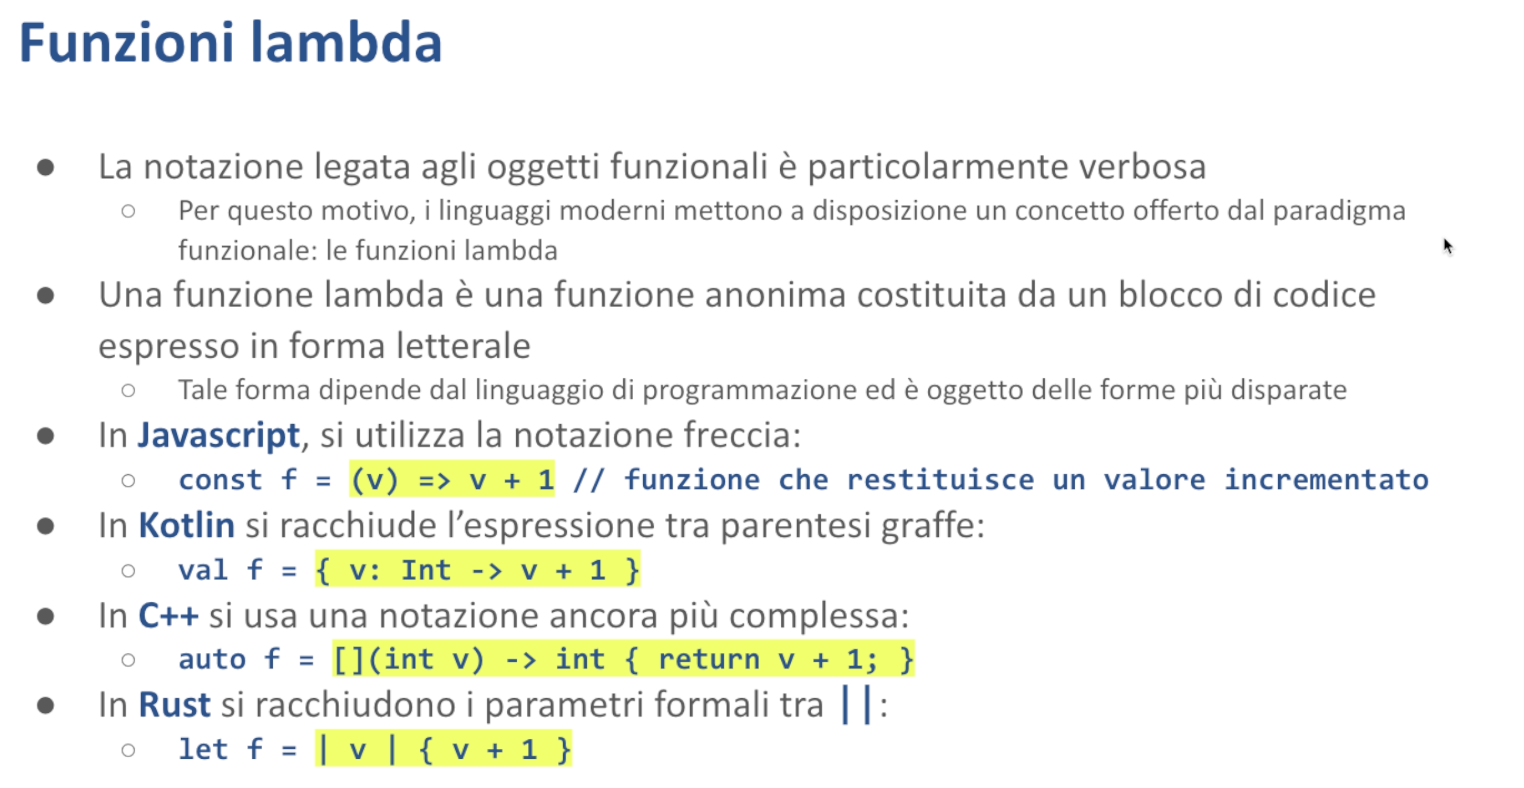 Funzioni lambda
● La notazione legata agli oggetti funzionali è particolarmente verbosa
○ Per questo motivo, i linguaggi moderni mettono a disposizione un concetto offerto dal paradigma
funzionale: le funzioni lambda
● Una funzione lambda è una funzione anonima costituita da un blocco di codice
espresso in forma letterale
○ Tale forma dipende dal linguaggio di programmazione ed è oggetto delle forme più disparate
● In Javascript, si utilizza la notazione freccia:
○ const f = (v) => v + 1 // funzione che restituisce un valore incrementato
● In Kotlin si racchiude l’espressione tra parentesi graffe:
○ val f = { v: Int -> v + 1 }
● In C++ si usa una notazione ancora più complessa:
○ auto f = [](int v) -> int { return v + 1; }
● In Rust si racchiudono i parametri formali tra ||:
○ let f = | v | { v + 1 }